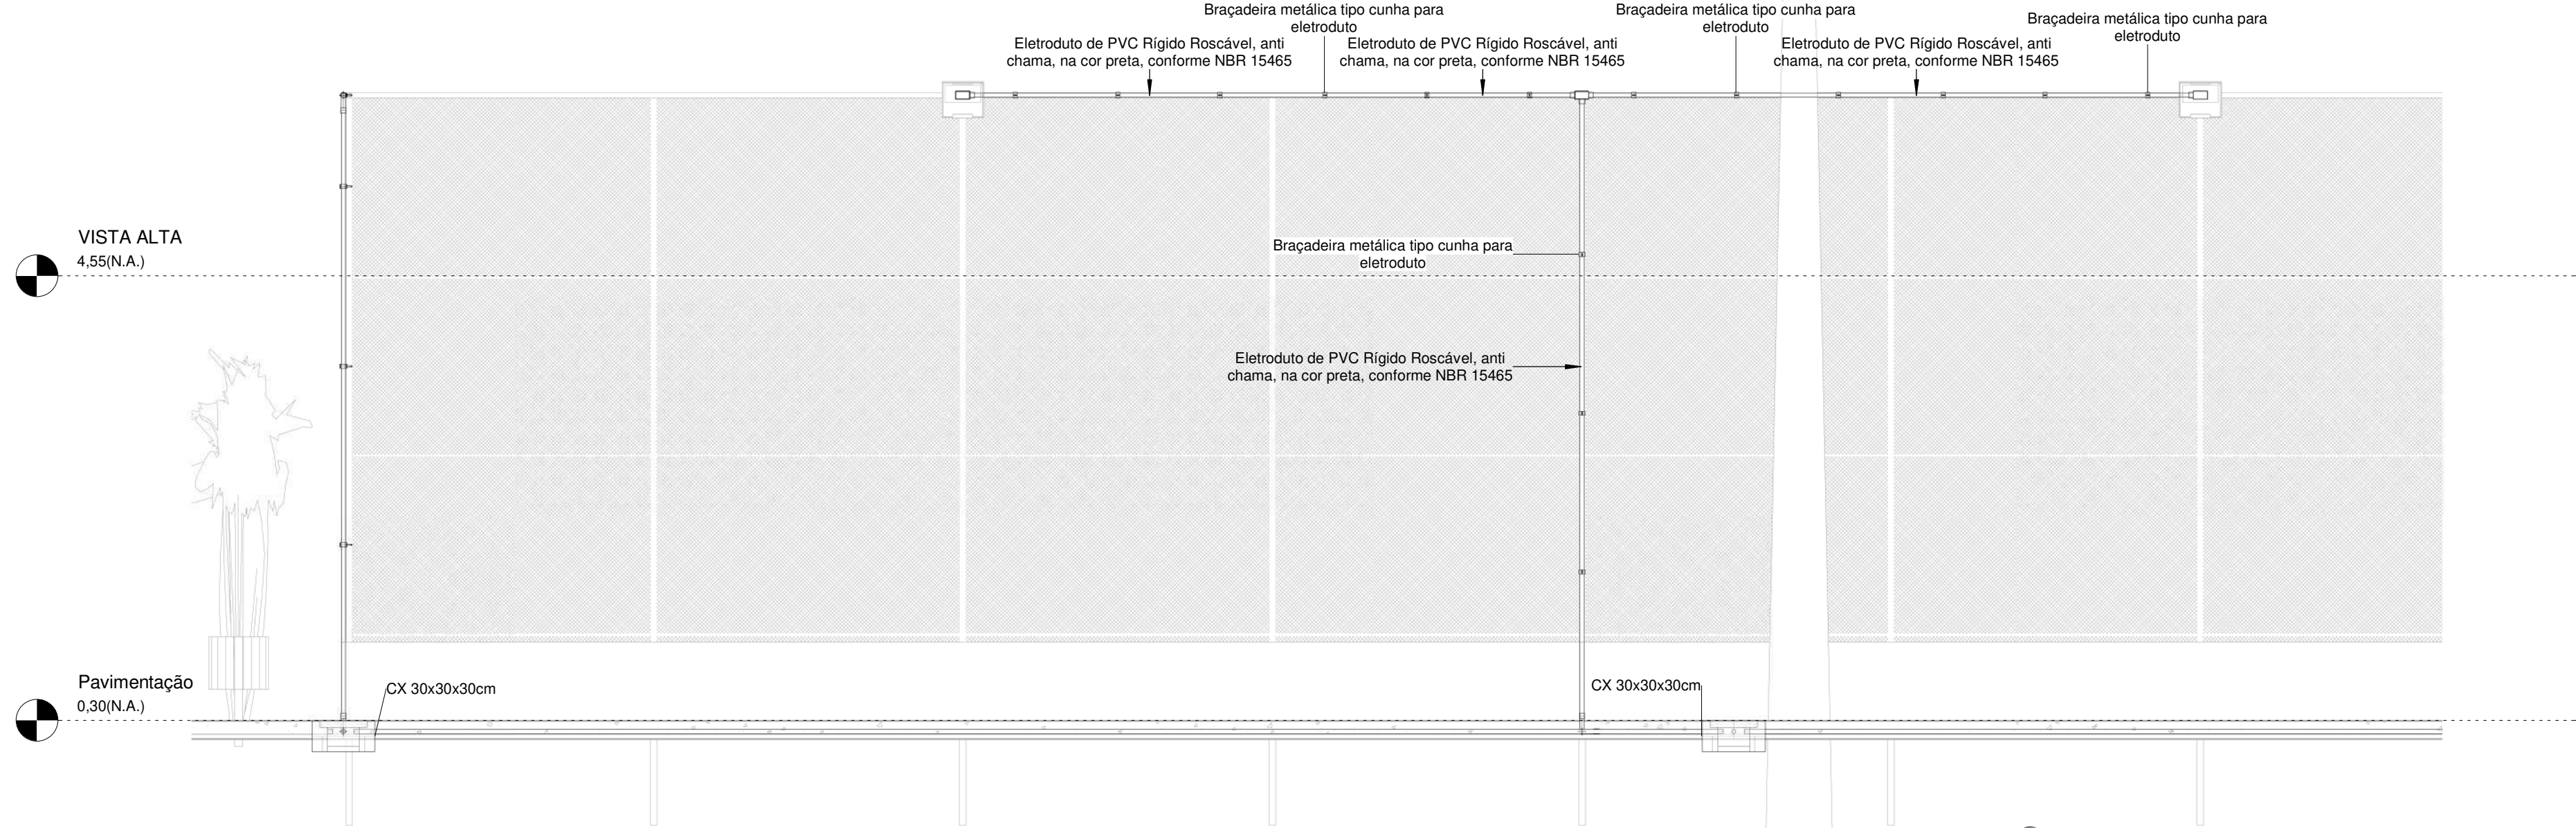 Braçadeira metálica tipo cunha para
eletroduto
Braçadeira metálica tipo cunha para
eletroduto
Braçadeira metálica tipo cunha para
eletroduto
Eletroduto de PVC Rígido Roscável, anti
chama, na cor preta, conforme NBR 15465
Eletroduto de PVC Rígido Roscável, anti
chama, na cor preta, conforme NBR 15465
Eletroduto de PVC Rígido Roscável, anti
chama, na cor preta, conforme NBR 15465
VISTA ALTA
4,55(N.A.)
Braçadeira metálica tipo cunha para
eletroduto
Eletroduto de PVC Rígido Roscável, anti
chama, na cor preta, conforme NBR 15465
Pavimentação
0,30(N.A.)
CX 30x30x30cm
CX 30x30x30cm